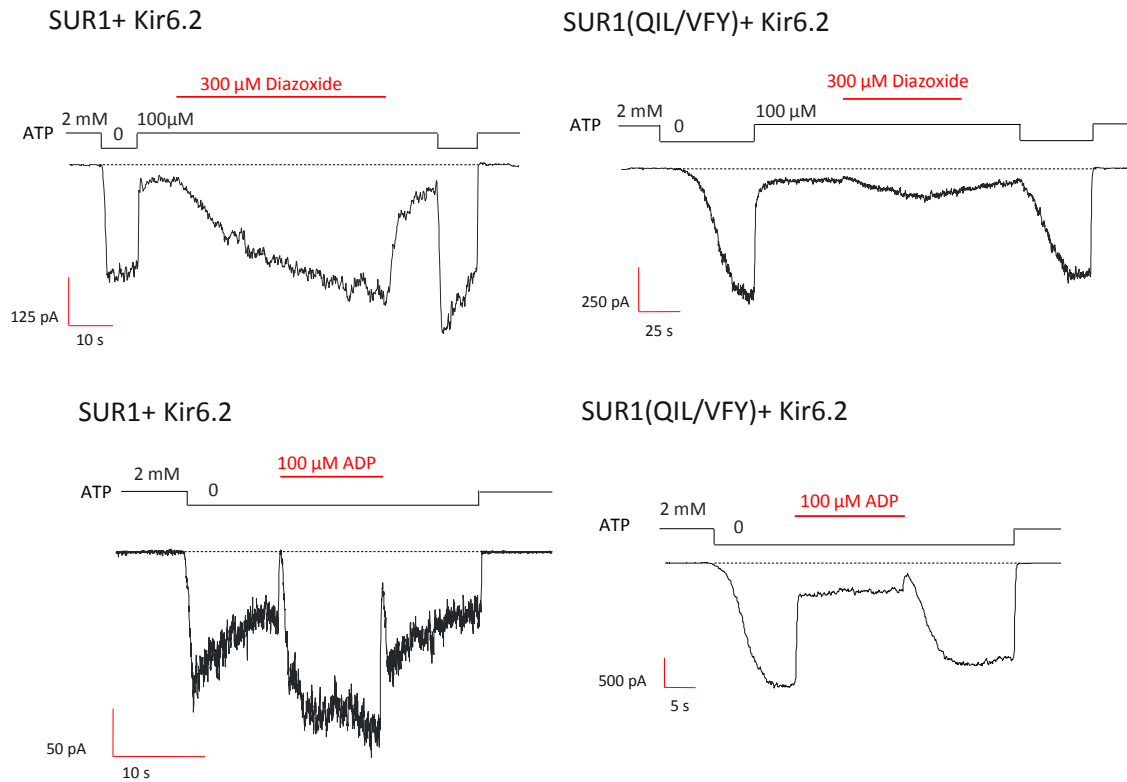 SUR1+ Kir6.2
300 µM Diazoxide
2 mM 0 100µM
ATP
125 pA
10 s
SUR1(QIL/VFY)+ Kir6.2
300 µM Diazoxide
2 mM 0 100 µM
ATP
250 pA
25 s
SUR1+ Kir6.2
100 µM ADP
2 mM 0
ATP
50 pA
10 s
SUR1(QIL/VFY)+ Kir6.2
100 µM ADP
2 mM 0
ATP
500 pA
5 s